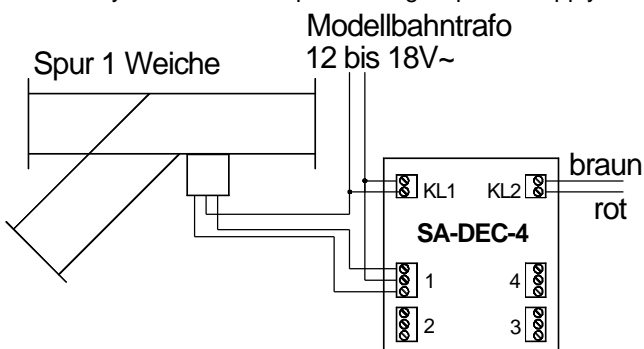 Modellbahntrafo
Spur 1 Weiche
12 bis 18V~
braun
KL1
KL2
rot
SA-DEC-4
1
4
2
3